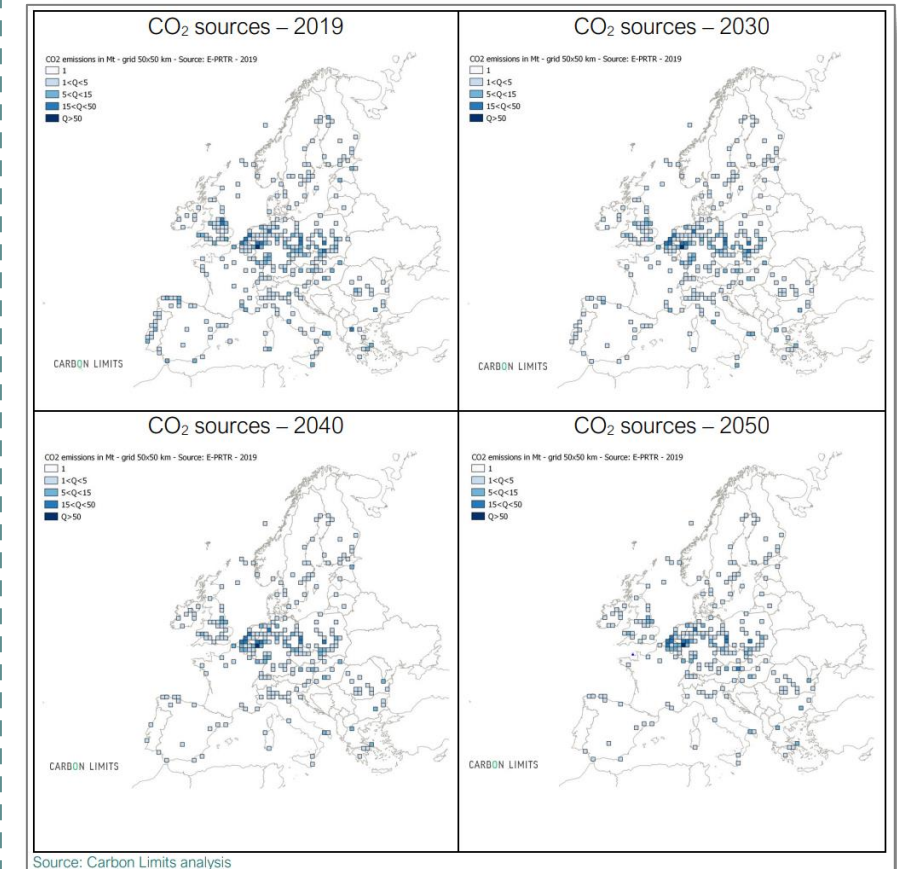 CO₂ sources – 2019
CO2 emissions in Mt - grid 50x50 km - Source: E-PRTR - 2019
1
1<Q<5
5<Q<15
15<Q<50
Q>50
CARBON LIMITS
CO₂ sources – 2030
CO2 emissions in Mt - grid 50x50 km - Source: E-PRTR - 2019
1
1<Q<5
5<Q<15
15<Q<50
Q>50
CARBON LIMITS
CO₂ sources – 2040
CO2 emissions in Mt - grid 50x50 km - Source: E-PRTR - 2019
1
1<Q<5
5<Q<15
15<Q<50
Q>50
CARBON LIMITS
CO₂ sources – 2050
CO2 emissions in Mt - grid 50x50 km - Source: E-PRTR - 2019
1
1<Q<5
5<Q<15
15<Q<50
Q>50
CARBON LIMITS
Source: Carbon Limits analysis